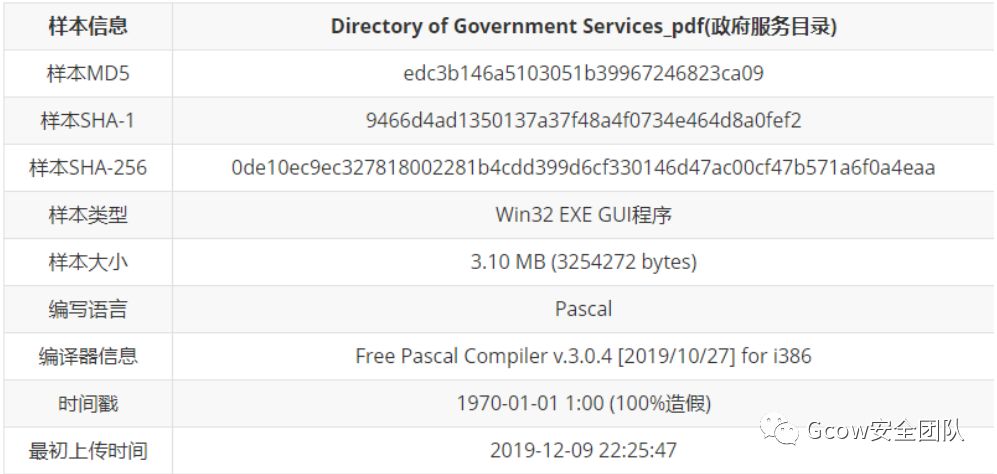 样本信息 Directory of Government Services_pdf(政府服务目录)
样本MD5 edc3b146a5103051b39967246823ca09
样本SHA-1 9466d4ad1350137a37f48a4f0734e464d8a0fef2
样本SHA-256 0de10ec9ec327818002281b4cdd399d6cf330146d47ac00cf47b571a6f0a4eaa
样本类型 Win32 EXE GUI程序
样本大小 3.10 MB (3254272 bytes)
编写语言 Pascal
编译器信息 Free Pascal Compiler v.3.0.4 [2019/10/27] for i386
时间戳 1970-01-01 1:00 (100%造假)
最初上传时间 2019-12-09 22:25:47
Gcow安全团队